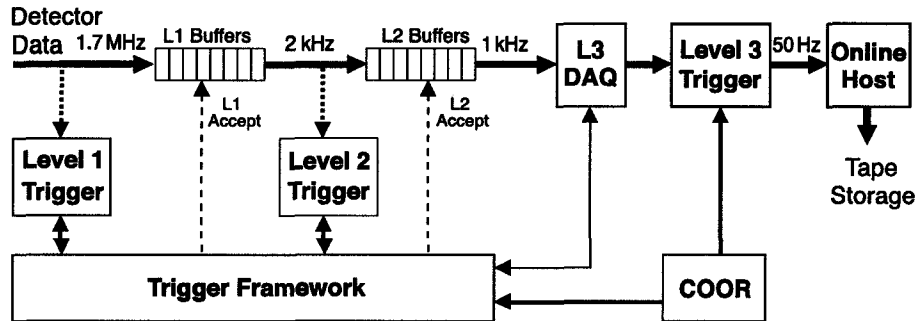 Detector
Data
1.7 MHz
L1 Buffers
2 kHz
L2 Buffers
1 kHz
L3
DAQ
Level 3
Trigger
50 Hz
Online
Host
L1
Accept
L2
Accept
Level 1
Trigger
Level 2
Trigger
Tape
Storage
Trigger Framework
COOR